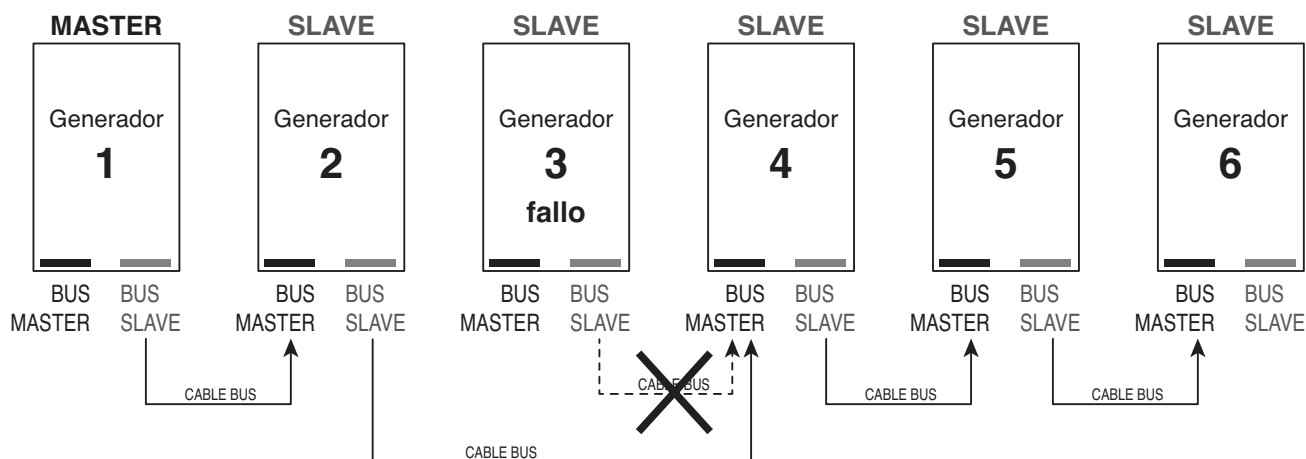 MASTER SLAVE SLAVE SLAVE SLAVE SLAVE
Generador Generador Generador Generador Generador Generador
1 2 3 4 5 6
fallo
BUS BUS BUS BUS BUS BUS BUS BUS BUS BUS BUS BUS
MASTER SLAVE MASTER SLAVE MASTER SLAVE MASTER SLAVE MASTER SLAVE MASTER SLAVE
CABLE BUS CABLE BUS CABLE BUS CABLE BUS
CABLE BUS